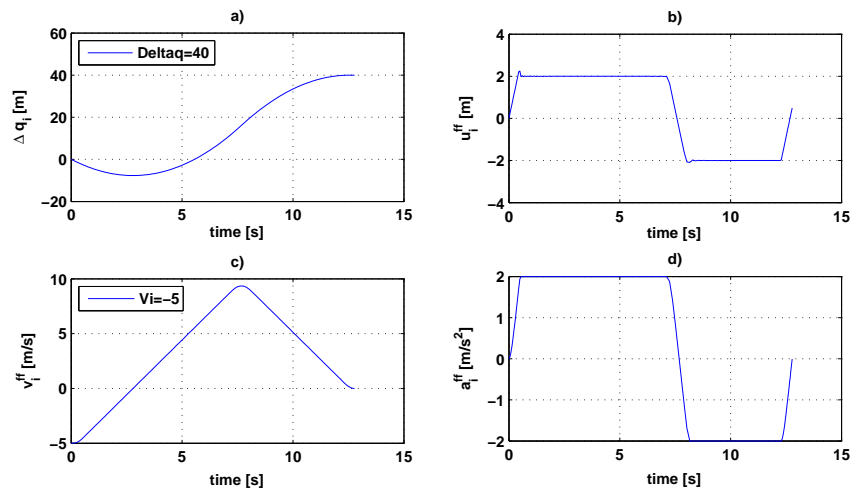 a)
60
40
20
0
−20
Δ q_i [m]
Deltaq=40
0
5
10
15
time [s]
b)
4
2
0
−2
−4
u_i^ff [m]
0
5
10
15
time [s]
c)
10
5
0
−5
v_i^ff [m/s]
Vi=−5
0
5
10
15
time [s]
d)
2
1
0
−1
−2
a_i^ff [m/s²]
0
5
10
15
time [s]